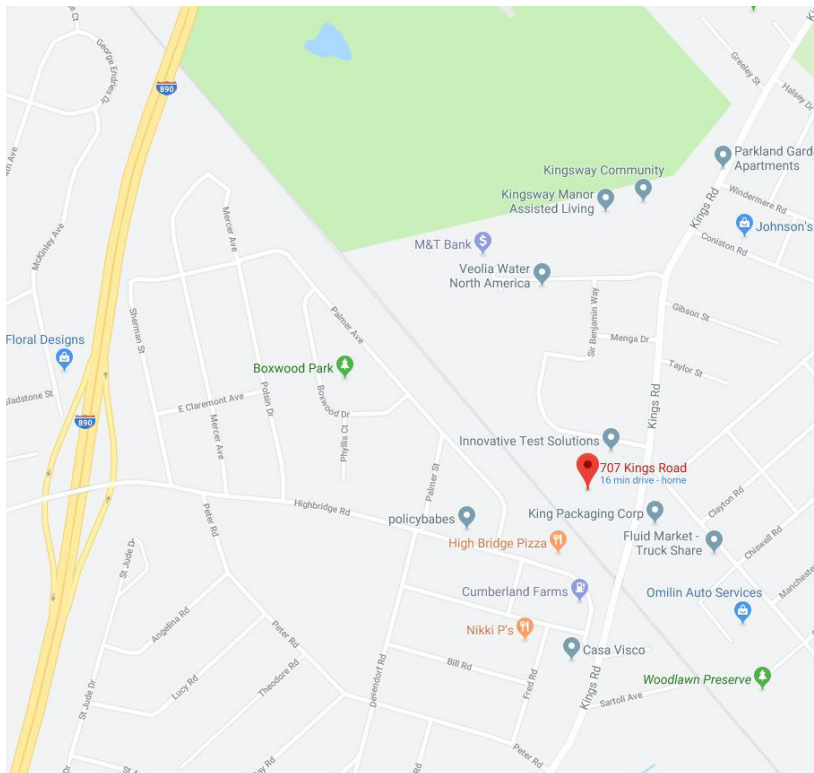 de Ct
George Endries Dr
890
Greeley St
Halsey Dr
Parkland Gard
Apartments
Kingsway Community
Kingsway Manor
Assisted Living
Windermere Rd
Kings Rd
Johnson's
Coniston Rd
McKinley Ave
Mercer Ave
M&T Bank
Veolia Water
North America
Sir Benjamin Way
Gibson St
Sherman St
Palmer Ave
Menga Dr
Floral Designs
Boxwood Park
Taylor St
Kings Rd
Gladstone St
E Claremont Ave
Polsin Dr
Boxwood Dr
Mercer Ave
890
Phyllis Ct
Innovative Test Solutions
707 Kings Road
16 min drive - home
Palmer St
Clayton Rd
Highbridge Rd
Peter Rd
policybabes
King Packaging Corp
Chiswell Rd
High Bridge Pizza
Fluid Market -
Truck Share
St Jude Dr
Manchester
Cumberland Farms
Omilin Auto Services
Angelina Rd
Peter Rd
Nikki P's
Casa Visco
Bill Rd
Lucy Rd
Theodore Rd
Devendorf Rd
Fred Rd
Kings Rd
Woodlawn Preserve
St Jude Dr
Sartoli Ave
Peter Rd